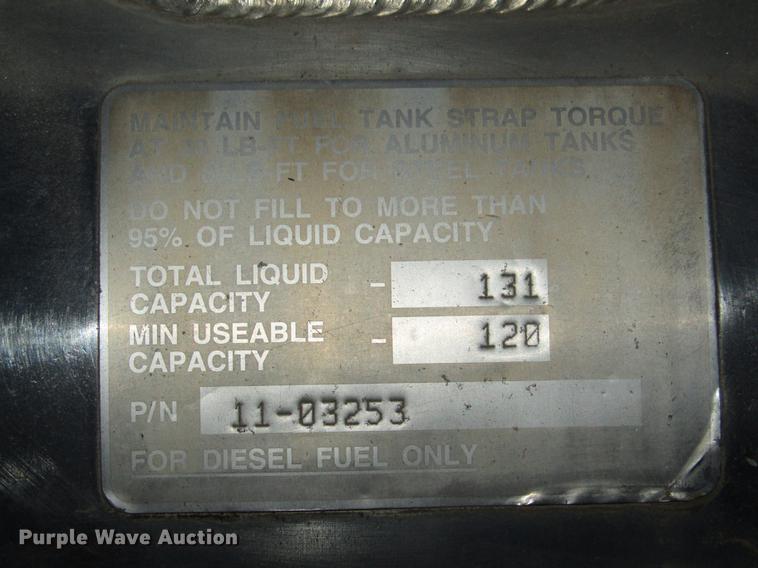 MAINTAIN FUEL TANK STRAP TORQUE
AT LB-FT FOR ALUMINUM TANKS
AND LB-FT FOR STEEL TANKS
DO NOT FILL TO MORE THAN
95% OF LIQUID CAPACITY
TOTAL LIQUID CAPACITY - 131
MIN USEABLE CAPACITY - 120
P/N 11-03253
FOR DIESEL FUEL ONLY
Purple Wave Auction